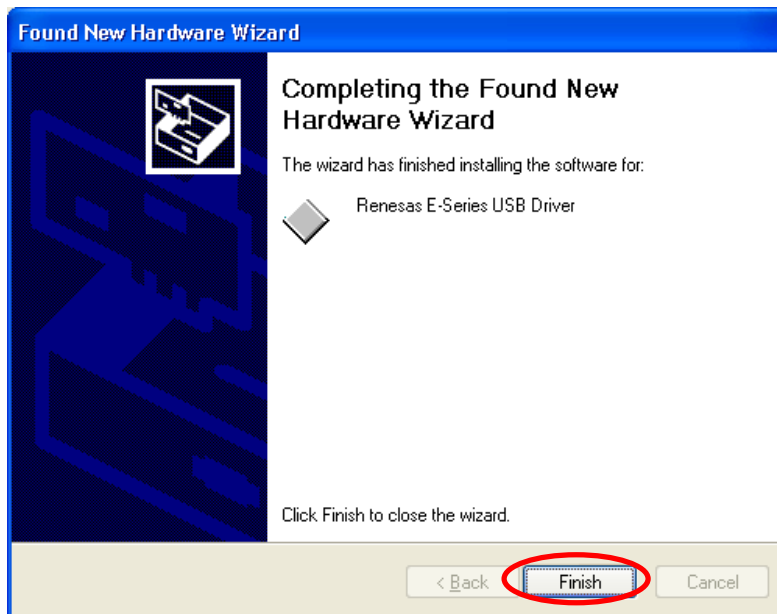 Found New Hardware Wizard
Completing the Found New
Hardware Wizard
The wizard has finished installing the software for:
Renesas E-Series USB Driver
Click Finish to close the wizard.
< Back
Finish
Cancel